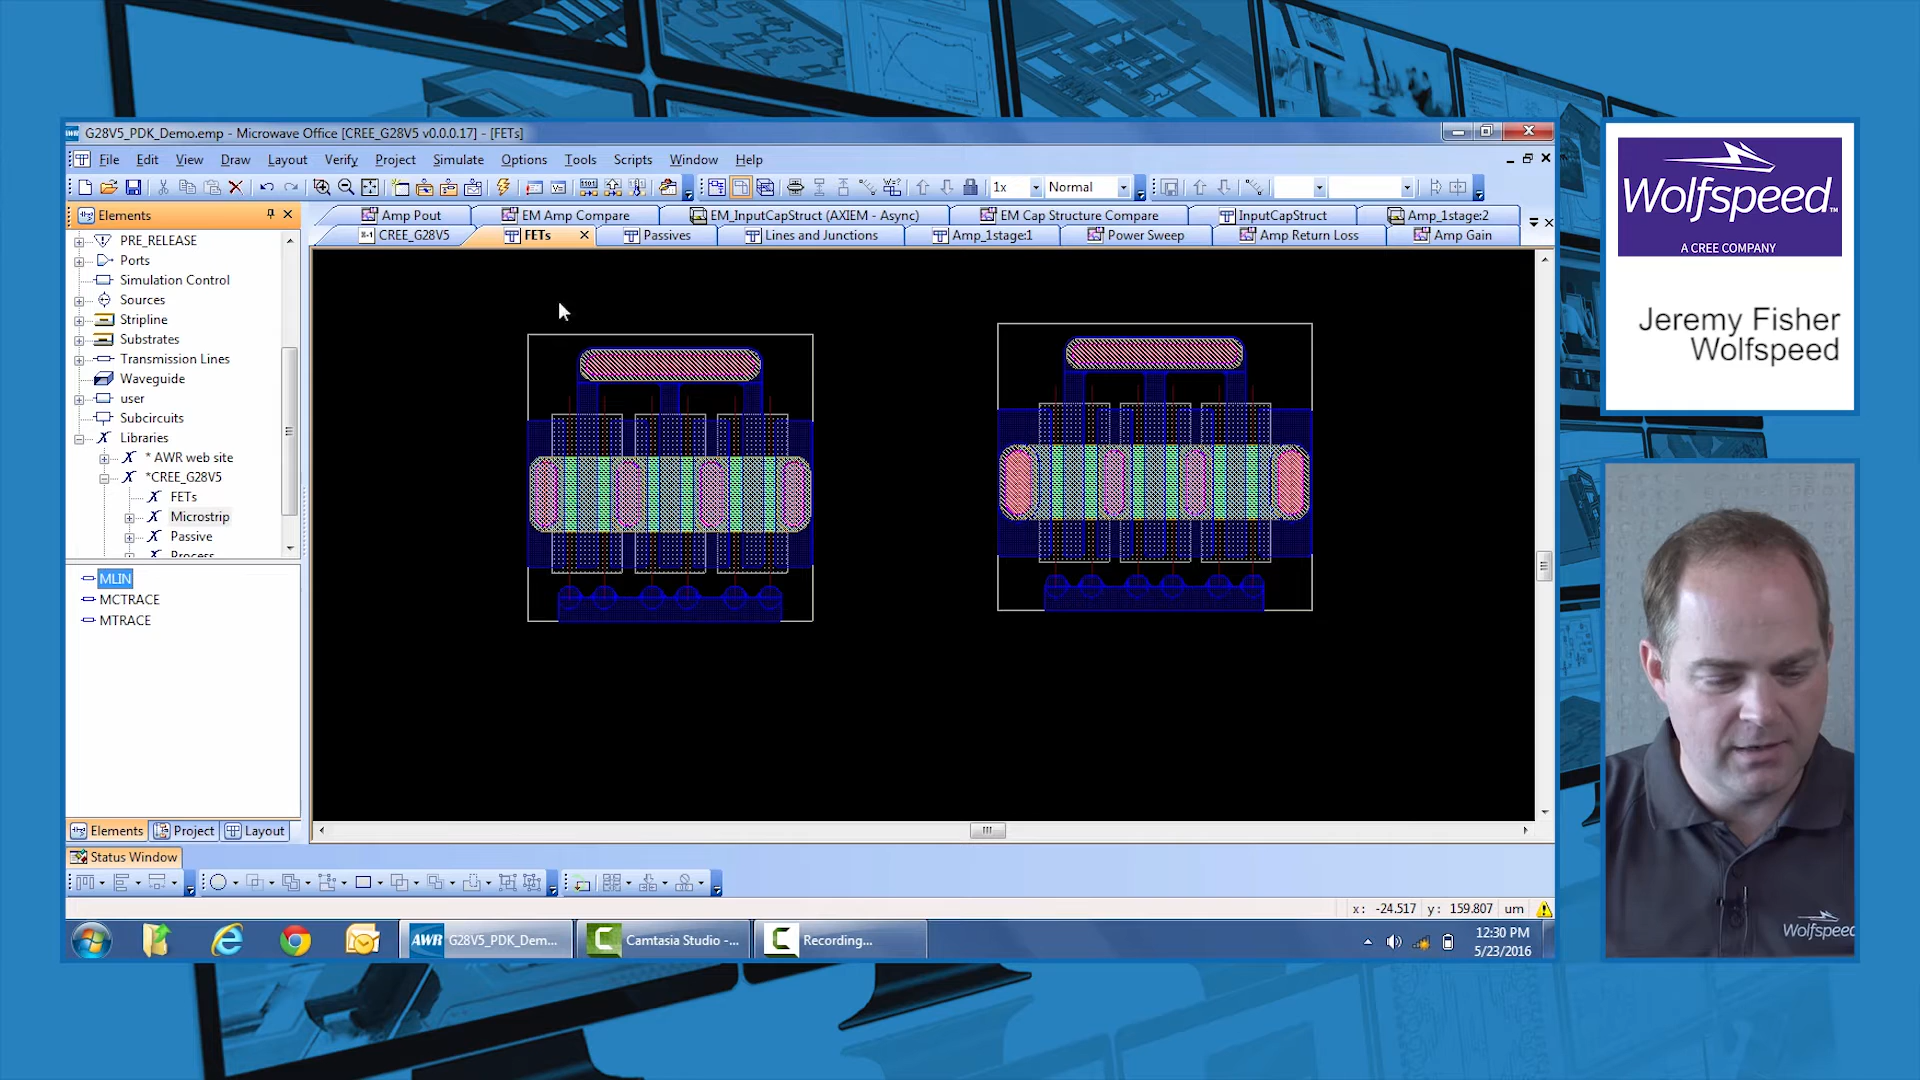 G28V5_PDK_Demo.emp - Microwave Office [CREE_G28V5 v0.0.0.17] - [FETs]
File Edit View Draw Layout Verify Project Simulate Options Tools Scripts Window Help
1x Normal
Elements
Amp Pout EM Amp Compare EM_InputCapStruct (AXIEM - Async) EM Cap Structure Compare InputCapStruct Amp_1stage:2
CREE_G28V5 FETs Passives Lines and Junctions Amp_1stage:1 Power Sweep Amp Return Loss Amp Gain
PRE_RELEASE
Ports
Simulation Control
Sources
Stripline
Substrates
Transmission Lines
Waveguide
user
Subcircuits
Libraries
* AWR web site
*CREE_G28V5
FETs
Microstrip
Passive
Process
MLIN
MCTRACE
MTRACE
Elements Project Layout
Status Window
x: -24.517 y: 159.807 um
AWR G28V5_PDK_Dem...
Camtasia Studio -...
Recording...
12:30 PM
5/23/2016
Wolfspeed™
A CREE COMPANY
Jeremy Fisher
Wolfspeed
Wolfspeed